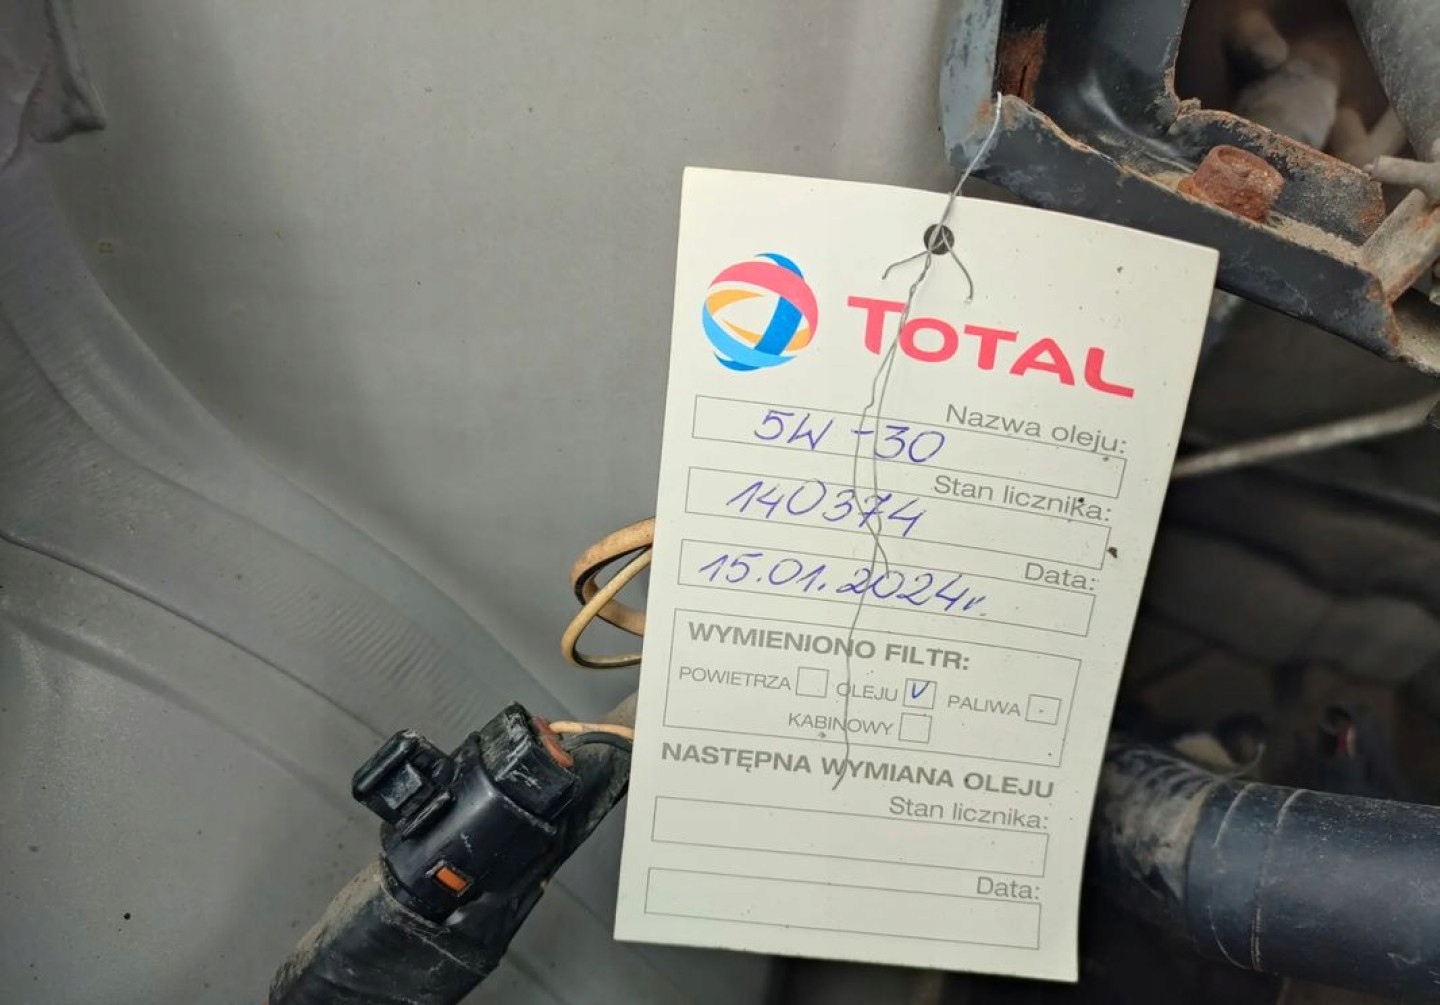 TOTAL
Nazwa oleju:
5W-30
Stan licznika:
140374
Data:
15.01.2024r.
WYMIENIONO FILTR:
POWIETRZA OLEJU V PALIWA
KABINOWY
NASTĘPNA WYMIANA OLEJU
Stan licznika:
Data: